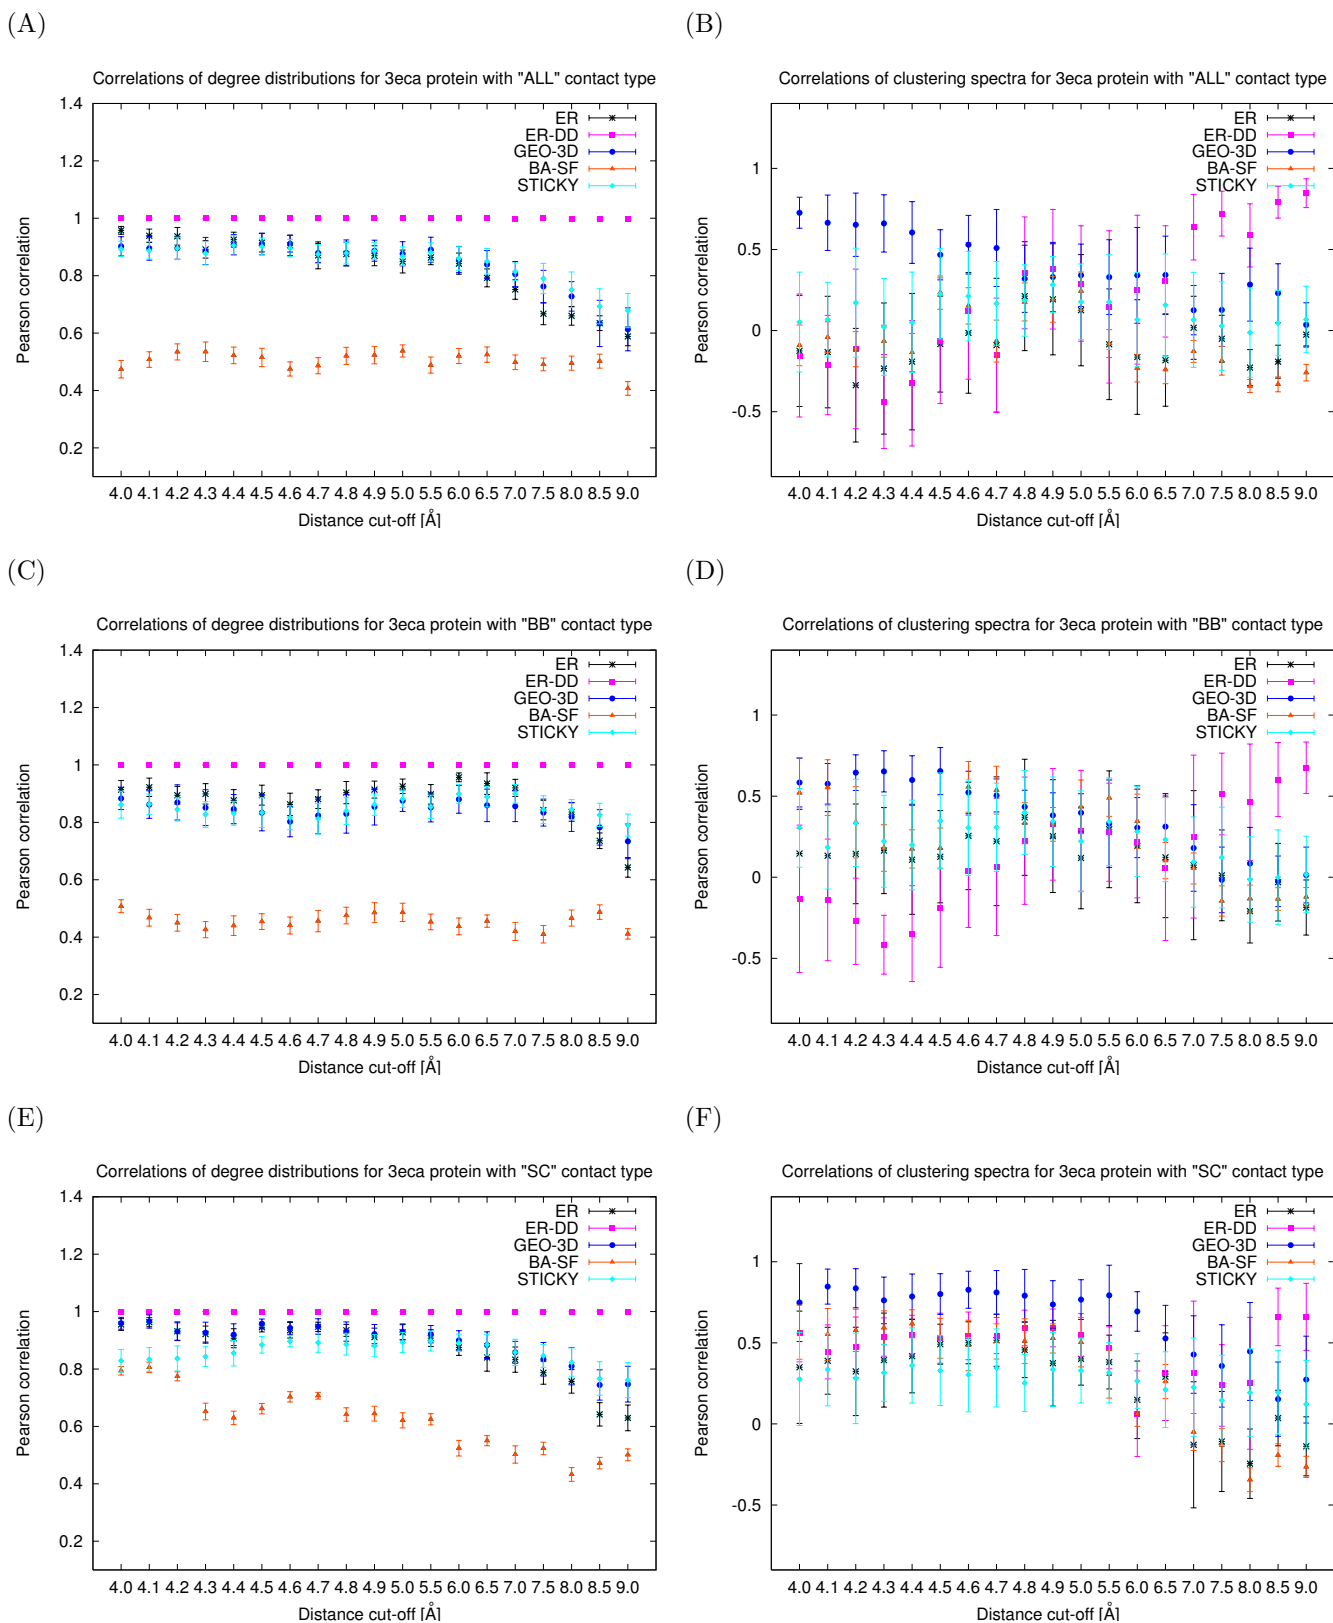 (A)
Correlations of degree distributions for 3eca protein with "ALL" contact type
1.4
1.2
1
0.8
0.6
0.4
0.2
ER
ER-DD
GEO-3D
BA-SF
STICKY
Pearson correlation
4.0 4.1 4.2 4.3 4.4 4.5 4.6 4.7 4.8 4.9 5.0 5.5 6.0 6.5 7.0 7.5 8.0 8.5 9.0
Distance cut-off [Å]
(B)
Correlations of clustering spectra for 3eca protein with "ALL" contact type
1
0.5
0
-0.5
ER
ER-DD
GEO-3D
BA-SF
STICKY
Pearson correlation
4.0 4.1 4.2 4.3 4.4 4.5 4.6 4.7 4.8 4.9 5.0 5.5 6.0 6.5 7.0 7.5 8.0 8.5 9.0
Distance cut-off [Å]
(C)
Correlations of degree distributions for 3eca protein with "BB" contact type
1.4
1.2
1
0.8
0.6
0.4
0.2
ER
ER-DD
GEO-3D
BA-SF
STICKY
Pearson correlation
4.0 4.1 4.2 4.3 4.4 4.5 4.6 4.7 4.8 4.9 5.0 5.5 6.0 6.5 7.0 7.5 8.0 8.5 9.0
Distance cut-off [Å]
(D)
Correlations of clustering spectra for 3eca protein with "BB" contact type
1
0.5
0
-0.5
ER
ER-DD
GEO-3D
BA-SF
STICKY
Pearson correlation
4.0 4.1 4.2 4.3 4.4 4.5 4.6 4.7 4.8 4.9 5.0 5.5 6.0 6.5 7.0 7.5 8.0 8.5 9.0
Distance cut-off [Å]
(E)
Correlations of degree distributions for 3eca protein with "SC" contact type
1.4
1.2
1
0.8
0.6
0.4
0.2
ER
ER-DD
GEO-3D
BA-SF
STICKY
Pearson correlation
4.0 4.1 4.2 4.3 4.4 4.5 4.6 4.7 4.8 4.9 5.0 5.5 6.0 6.5 7.0 7.5 8.0 8.5 9.0
Distance cut-off [Å]
(F)
Correlations of clustering spectra for 3eca protein with "SC" contact type
1
0.5
0
-0.5
ER
ER-DD
GEO-3D
BA-SF
STICKY
Pearson correlation
4.0 4.1 4.2 4.3 4.4 4.5 4.6 4.7 4.8 4.9 5.0 5.5 6.0 6.5 7.0 7.5 8.0 8.5 9.0
Distance cut-off [Å]